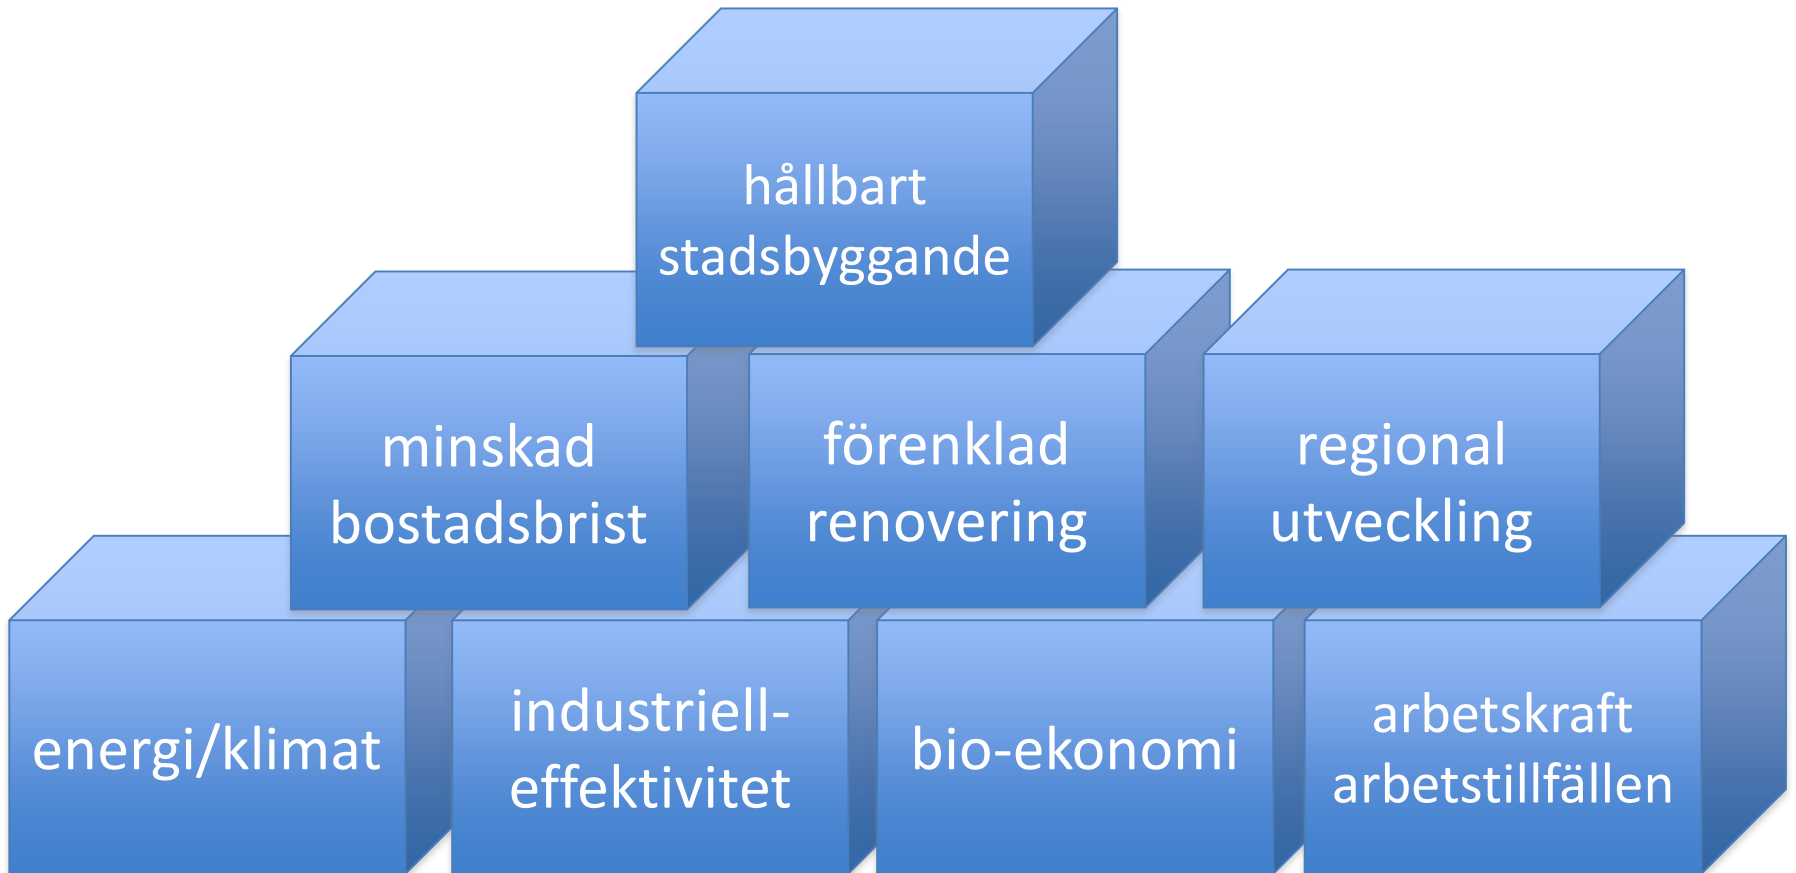 hållbart
stadsbyggande
minskad
bostadsbrist
förenklad
renovering
regional
utveckling
energi/klimat
industriell-
effektivitet
bio-ekonomi
arbetskraft
arbetstillfällen